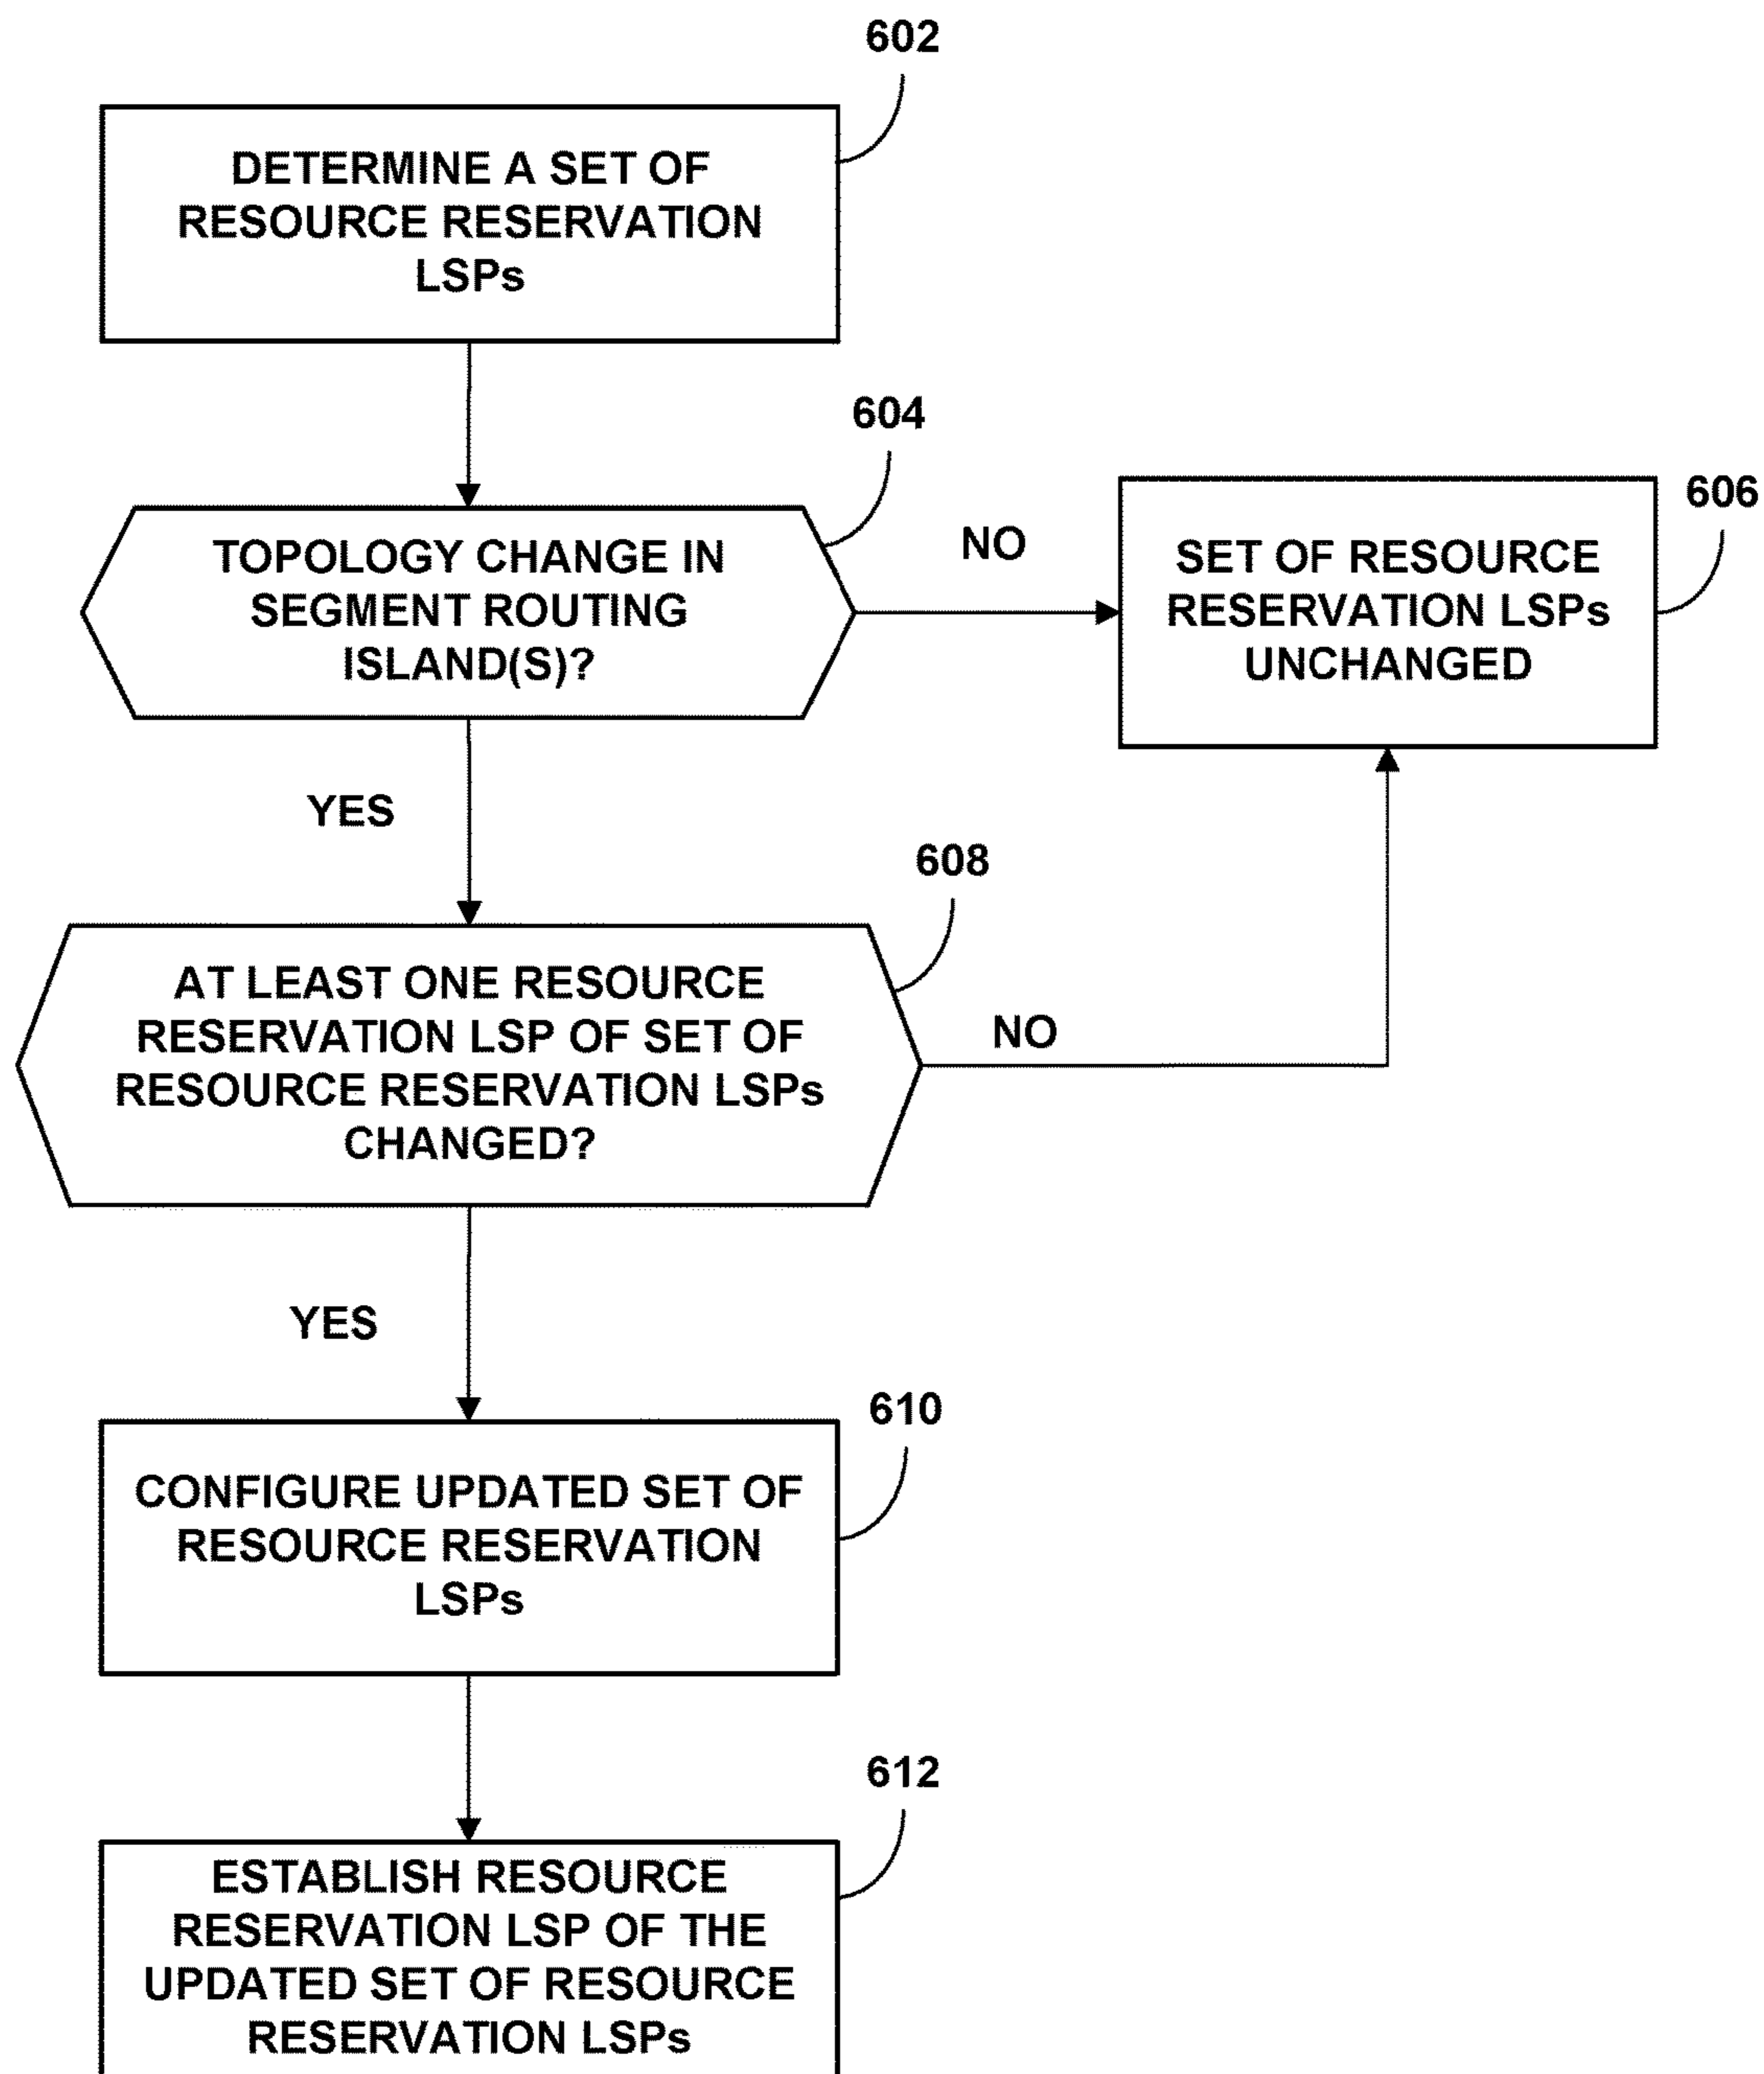 602
DETERMINE A SET OF
RESOURCE RESERVATION
LSPs
604
TOPOLOGY CHANGE IN
SEGMENT ROUTING
ISLAND(S)?
NO
606
SET OF RESOURCE
RESERVATION LSPs
UNCHANGED
YES
608
AT LEAST ONE RESOURCE
RESERVATION LSP OF SET OF
RESOURCE RESERVATION LSPs
CHANGED?
NO
YES
610
CONFIGURE UPDATED SET OF
RESOURCE RESERVATION
LSPs
612
ESTABLISH RESOURCE
RESERVATION LSP OF THE
UPDATED SET OF RESOURCE
RESERVATION LSPs